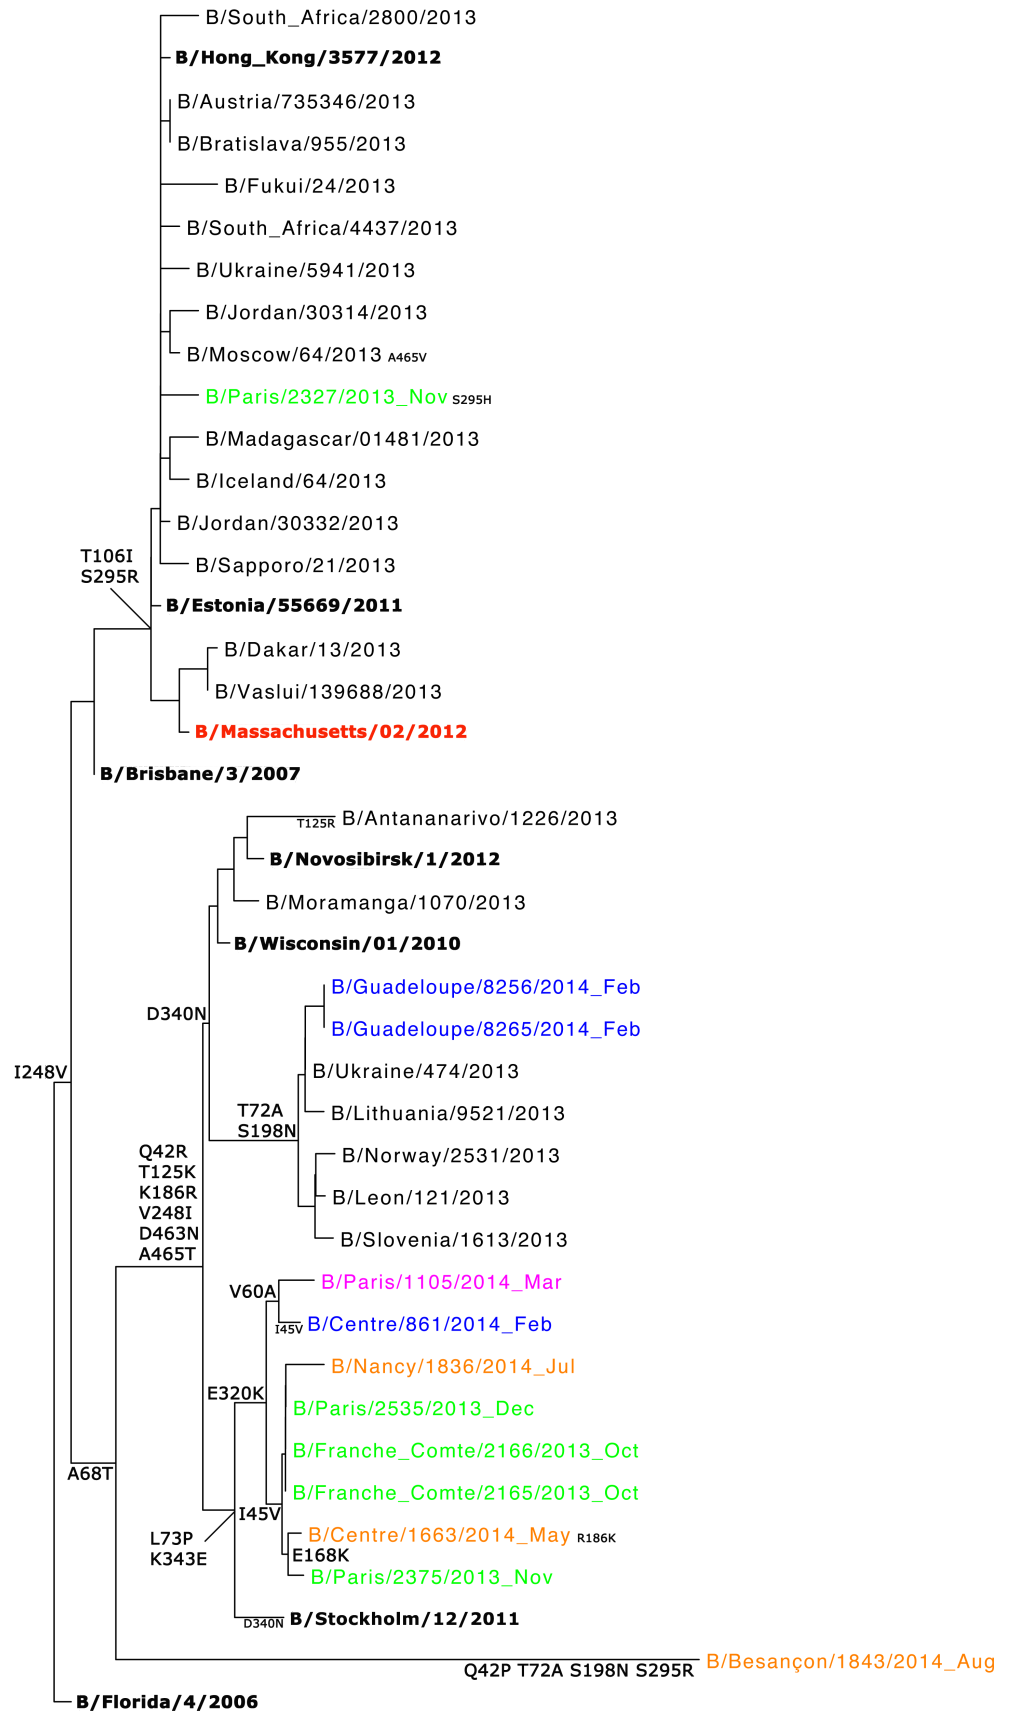 B/South_Africa/2800/2013
B/Hong_Kong/3577/2012
B/Austria/735346/2013
B/Bratislava/955/2013
B/Fukui/24/2013
B/South_Africa/4437/2013
B/Ukraine/5941/2013
B/Jordan/30314/2013
B/Moscow/64/2013 A465V
B/Paris/2327/2013_Nov S295H
B/Madagascar/01481/2013
B/Iceland/64/2013
B/Jordan/30332/2013
T106I
B/Sapporo/21/2013
S295R
B/Estonia/55669/2011
B/Dakar/13/2013
B/Vaslui/139688/2013
B/Massachusetts/02/2012
B/Brisbane/3/2007
T125R B/Antananarivo/1226/2013
B/Novosibirsk/1/2012
B/Moramanga/1070/2013
B/Wisconsin/01/2010
B/Guadeloupe/8256/2014_Feb
D340N
B/Guadeloupe/8265/2014_Feb
I248V
B/Ukraine/474/2013
T72A
B/Lithuania/9521/2013
S198N
Q42R
B/Norway/2531/2013
T125K
K186R
B/Leon/121/2013
V248I
D463N
B/Slovenia/1613/2013
A465T
B/Paris/1105/2014_Mar
V60A
I45V B/Centre/861/2014_Feb
B/Nancy/1836/2014_Jul
E320K
B/Paris/2535/2013_Dec
B/Franche_Comte/2166/2013_Oct
A68T
B/Franche_Comte/2165/2013_Oct
I45V
L73P
B/Centre/1663/2014_May R186K
K343E
E168K
B/Paris/2375/2013_Nov
D340N B/Stockholm/12/2011
Q42P T72A S198N S295R B/Besançon/1843/2014_Aug
B/Florida/4/2006